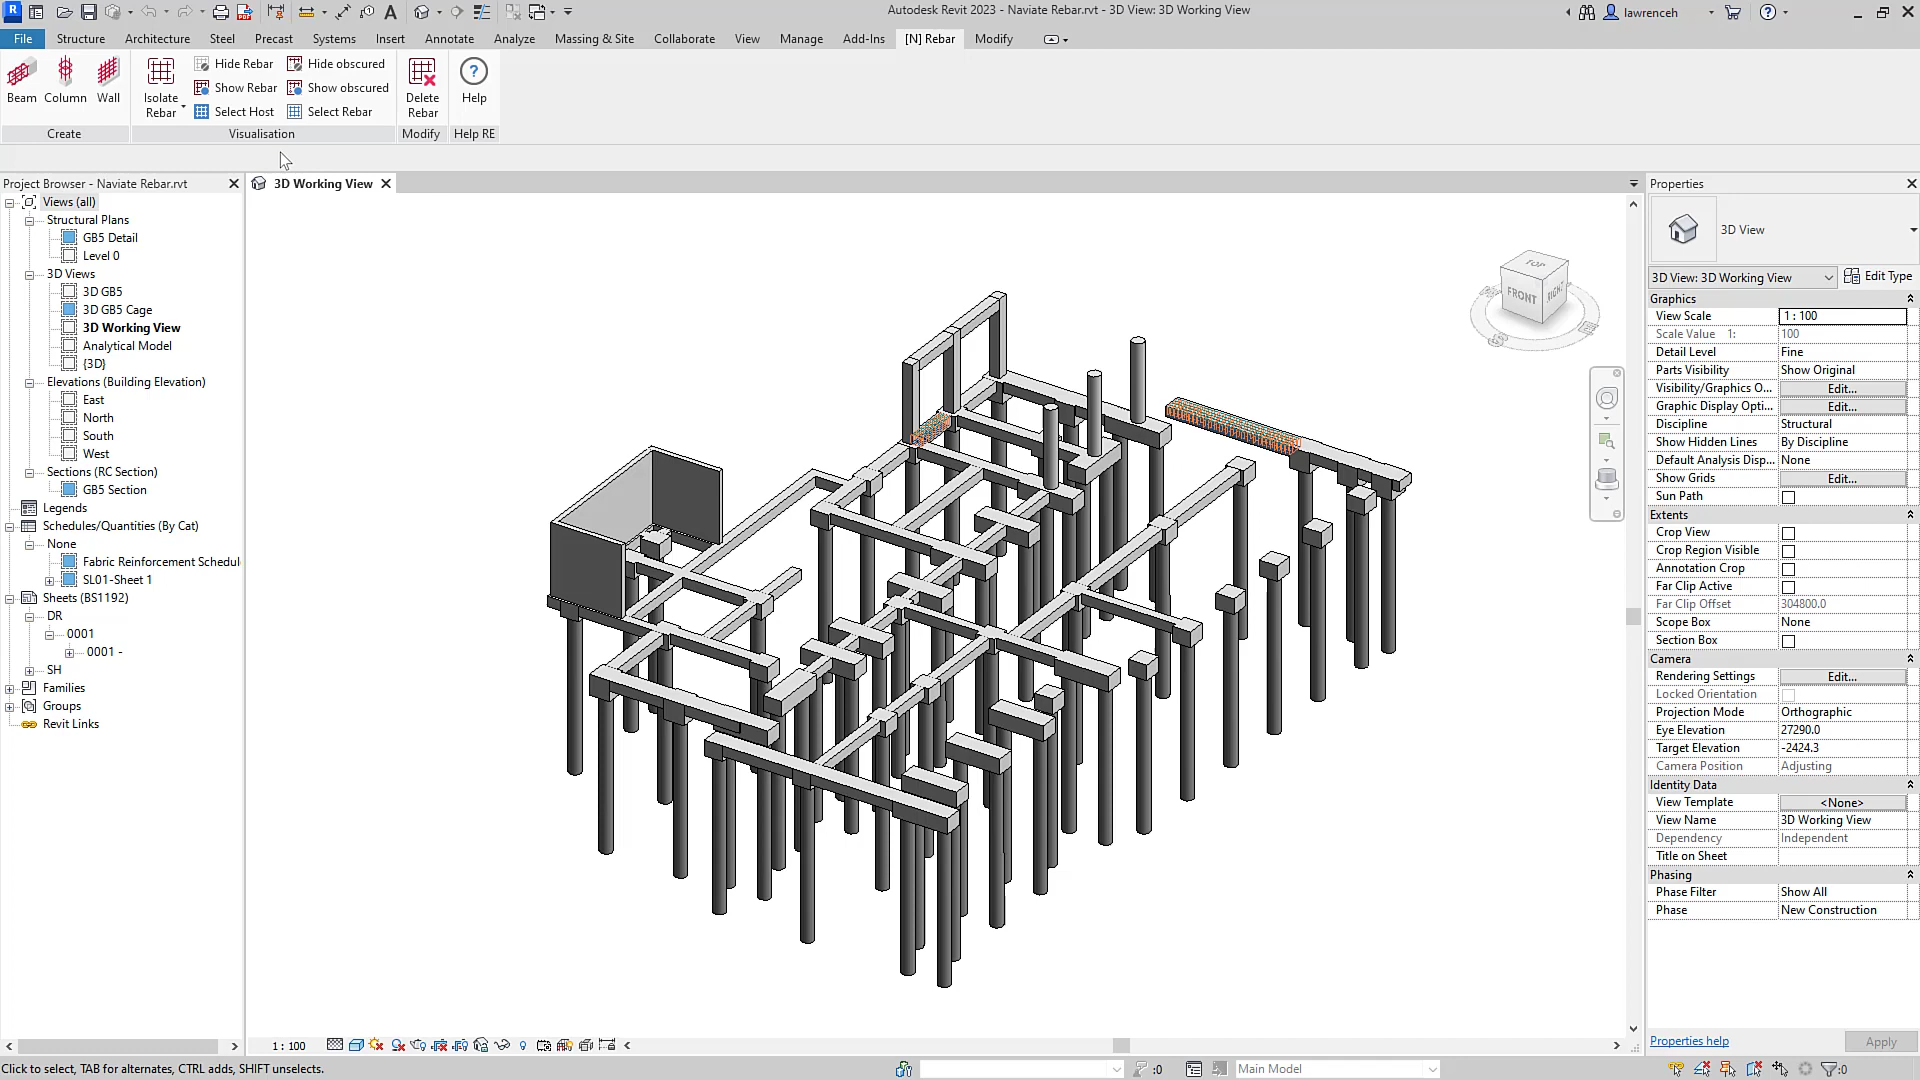 Autodesk Revit 2023 - Naviate Rebar.rvt - 3D View: 3D Working View
lawrenceh
File Structure Architecture Steel Precast Systems Insert Annotate Analyze Massing & Site Collaborate View Manage Add-Ins [N] Rebar Modify
Beam Column Wall
Isolate Rebar
Hide Rebar
Show Rebar
Select Host
Hide obscured
Show obscured
Select Rebar
Delete Rebar
Help
Create Visualisation Modify Help RE
Project Browser - Naviate Rebar.rvt
Views (all)
Structural Plans
GB5 Detail
Level 0
3D Views
3D GB5
3D GB5 Cage
3D Working View
Analytical Model
{3D}
Elevations (Building Elevation)
East
North
South
West
Sections (RC Section)
GB5 Section
Legends
Schedules/Quantities (By Cat)
None
Fabric Reinforcement Schedul
SL01-Sheet 1
Sheets (BS1192)
DR
0001
0001 -
SH
Families
Groups
Revit Links
3D Working View
TOP
FRONT
RIGHT
1 : 100
Properties
3D View
3D View: 3D Working View Edit Type
Graphics
View Scale 1 : 100
Scale Value 1: 100
Detail Level Fine
Parts Visibility Show Original
Visibility/Graphics O... Edit...
Graphic Display Opti... Edit...
Discipline Structural
Show Hidden Lines By Discipline
Default Analysis Disp... None
Show Grids Edit...
Sun Path
Extents
Crop View
Crop Region Visible
Annotation Crop
Far Clip Active
Far Clip Offset 304800.0
Scope Box None
Section Box
Camera
Rendering Settings Edit...
Locked Orientation
Projection Mode Orthographic
Eye Elevation 27290.0
Target Elevation -2424.3
Camera Position Adjusting
Identity Data
View Template <None>
View Name 3D Working View
Dependency Independent
Title on Sheet
Phasing
Phase Filter Show All
Phase New Construction
Properties help Apply
Click to select, TAB for alternates, CTRL adds, SHIFT unselects.
:0
Main Model
:0